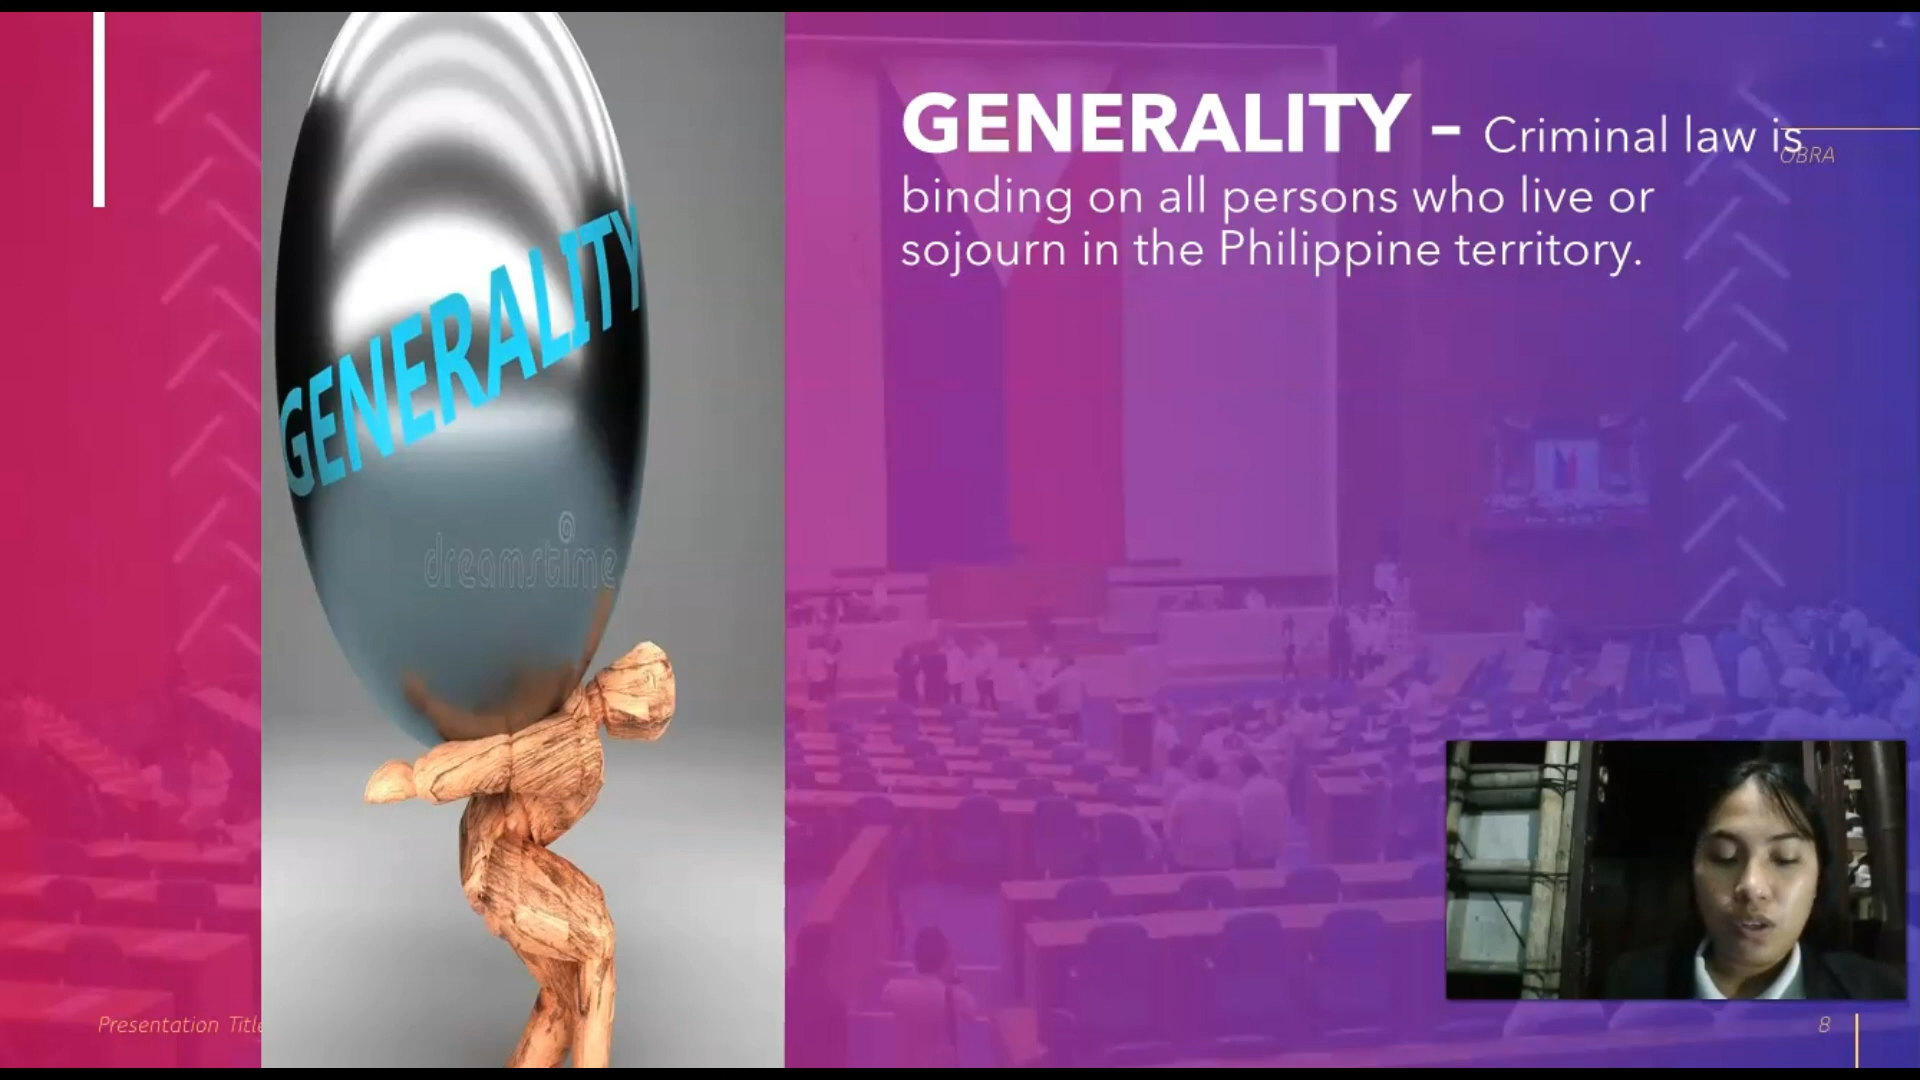 GENERALITY – Criminal law is
OBRA
binding on all persons who live or
sojourn in the Philippine territory.
GENERALITY
dreamstime
Presentation Title
8